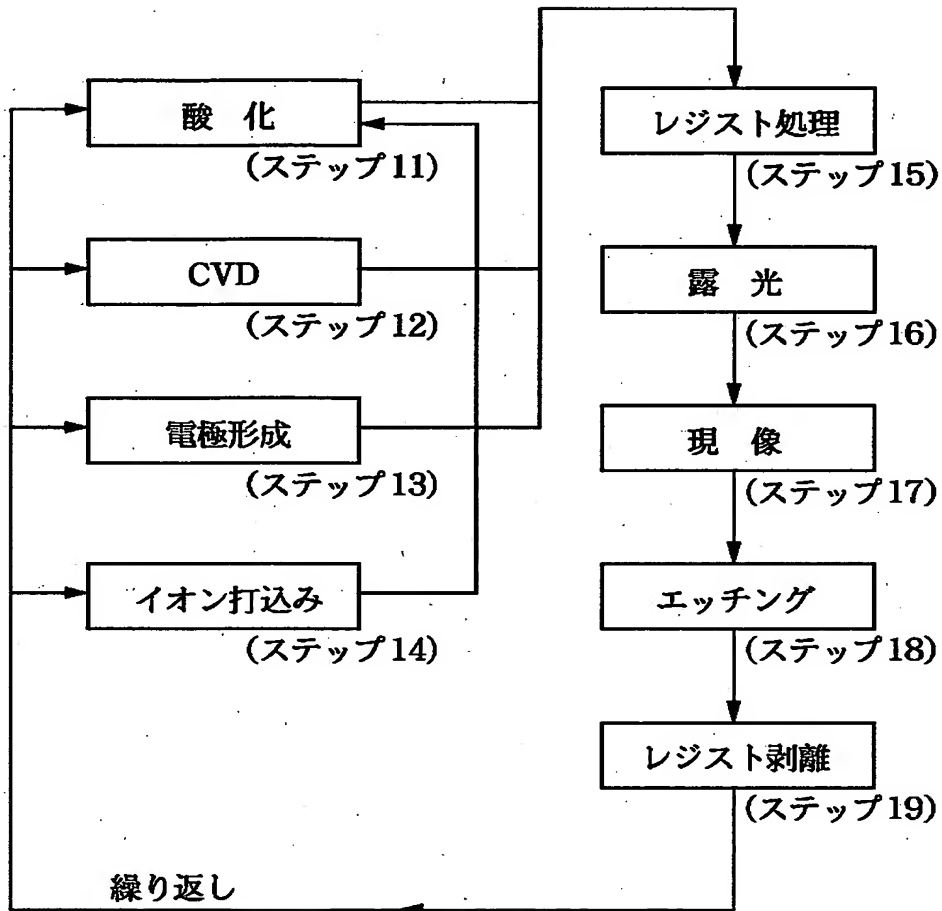 酸 化
(ステップ11)
CVD
(ステップ12)
電極形成
(ステップ13)
イオン打込み
(ステップ14)
レジスト処理
(ステップ15)
露 光
(ステップ16)
現 像
(ステップ17)
エッチング
(ステップ18)
レジスト剥離
(ステップ19)
繰り返し